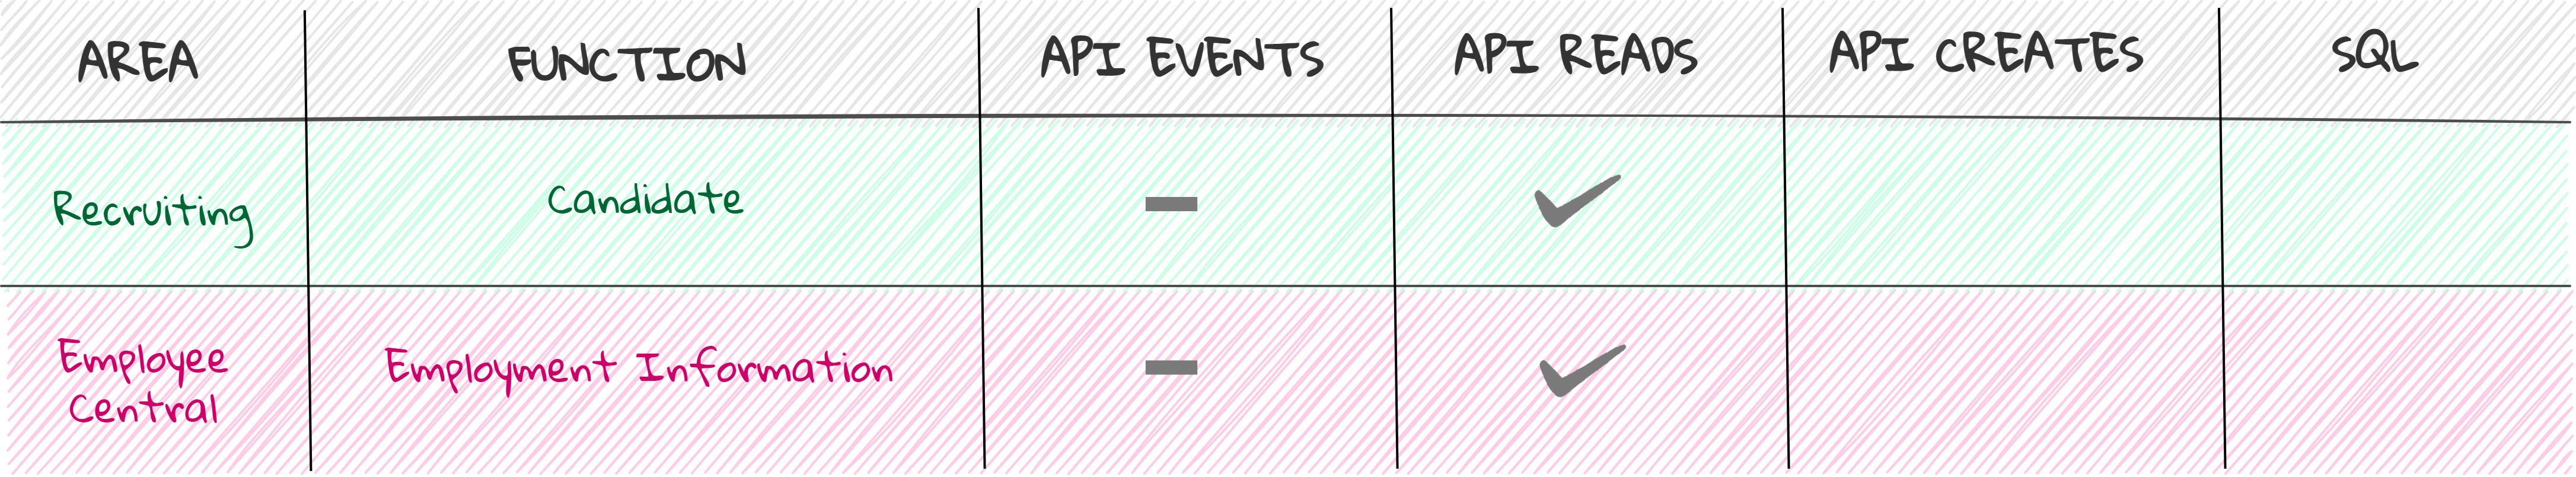 AREA FUNCTION API EVENTS API READS API CREATES SQL
Recruiting Candidate
Employee
Central
Employment Information